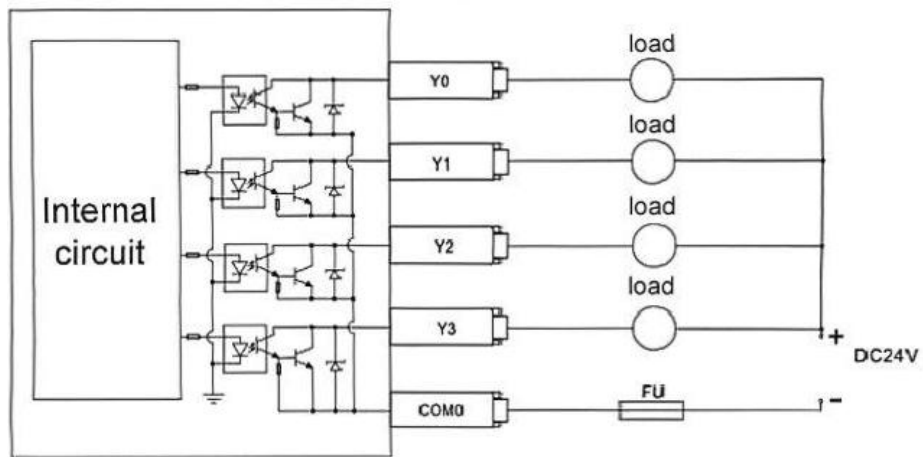 load
Y0
load
Y1
Internal
circuit
load
Y2
load
Y3
+
DC24V
COM0
FU
-